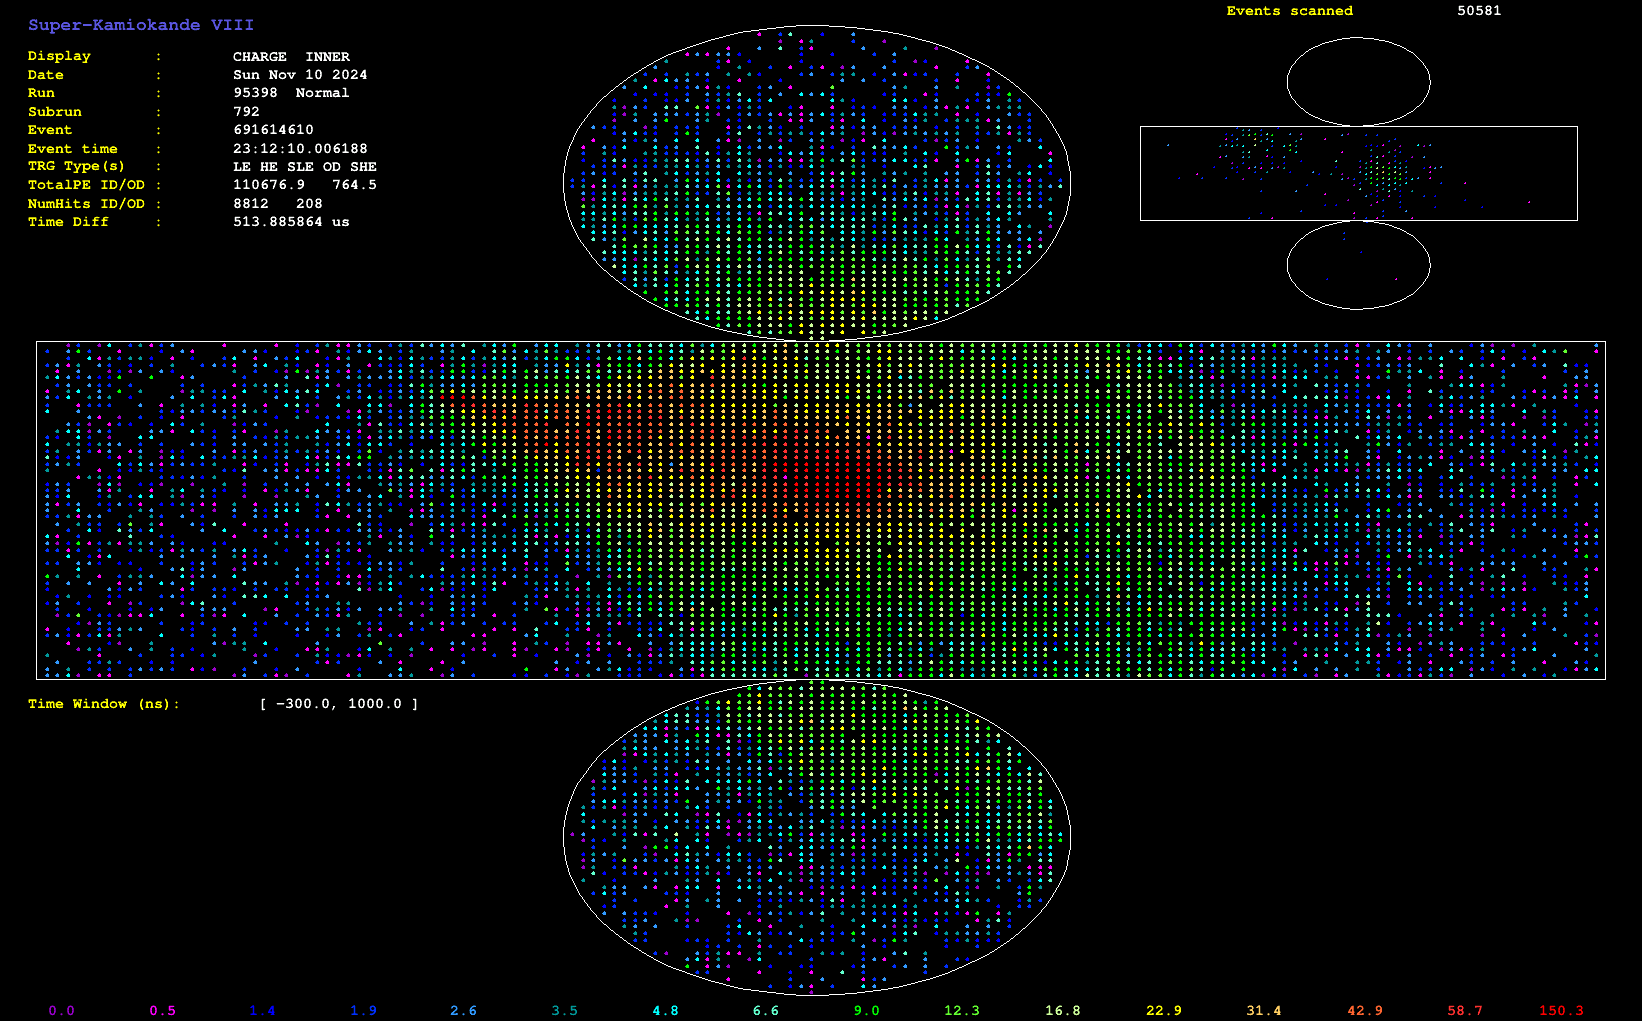 Super-Kamiokande VIII
Display : CHARGE INNER
Date : Sun Nov 10 2024
Run : 95398 Normal
Subrun : 792
Event : 691614610
Event time : 23:12:10.006188
TRG Type(s) : LE HE SLE OD SHE
TotalPE ID/OD : 110676.9 764.5
NumHits ID/OD : 8812 208
Time Diff : 513.885864 us
Events scanned 50581
Time Window (ns): [ -300.0, 1000.0 ]
0.0 0.5 1.4 1.9 2.6 3.5 4.8 6.6 9.0 12.3 16.8 22.9 31.4 42.9 58.7 150.3